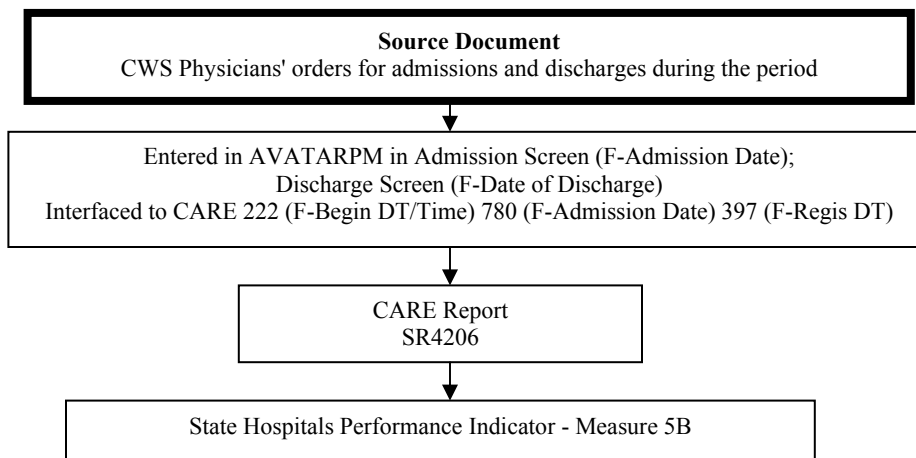 Source Document
CWS Physicians' orders for admissions and discharges during the period
Entered in AVATARPM in Admission Screen (F-Admission Date);
Discharge Screen (F-Date of Discharge)
Interfaced to CARE 222 (F-Begin DT/Time) 780 (F-Admission Date) 397 (F-Regis DT)
CARE Report
SR4206
State Hospitals Performance Indicator - Measure 5B